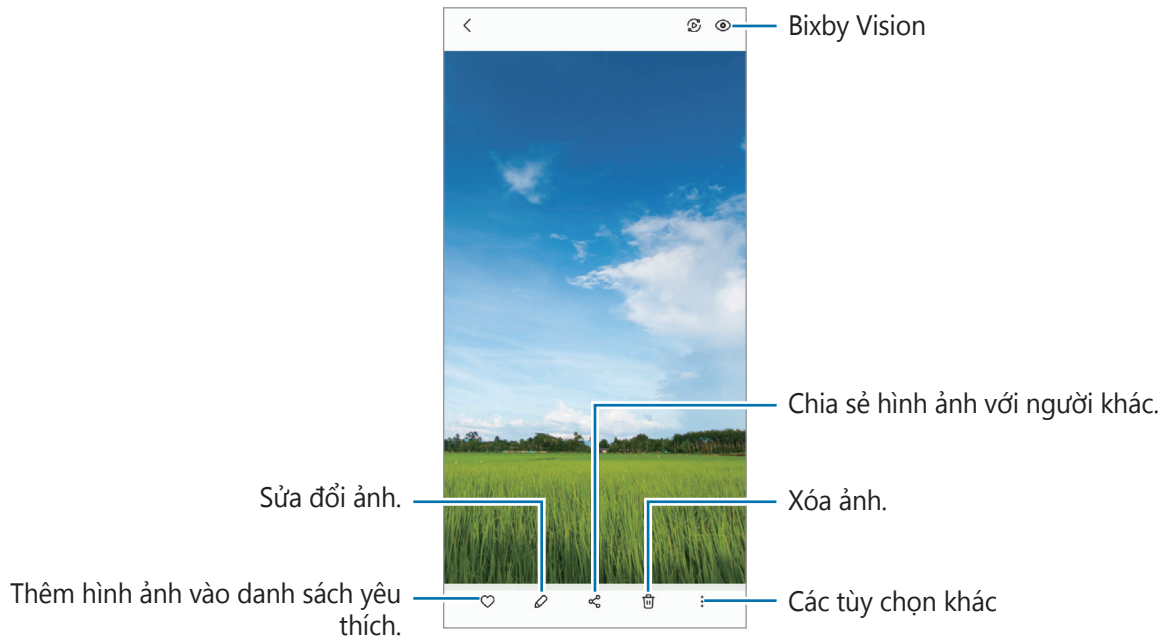 Bixby Vision
Chia sẻ hình ảnh với người khác.
Sửa đổi ảnh.
Xóa ảnh.
Thêm hình ảnh vào danh sách yêu
thích.
Các tùy chọn khác